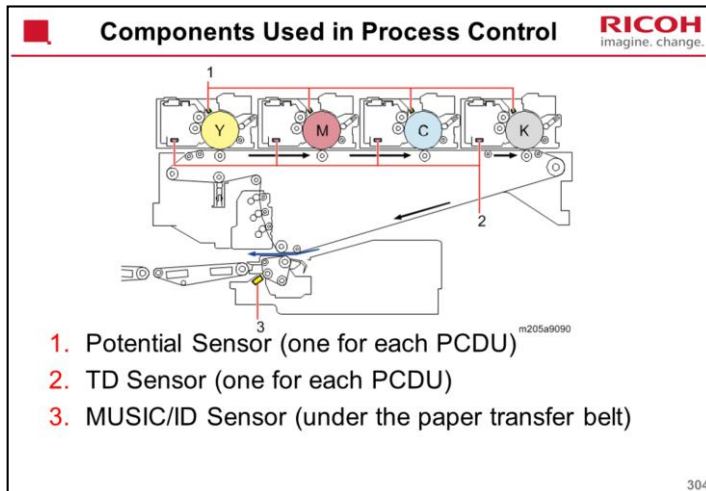 Components Used in Process Control
RICOH
imagine. change.
1
Y M C K
2
3
m205a9090
1. Potential Sensor (one for each PCDU)
2. TD Sensor (one for each PCDU)
3. MUSIC/ID Sensor (under the paper transfer belt)
304